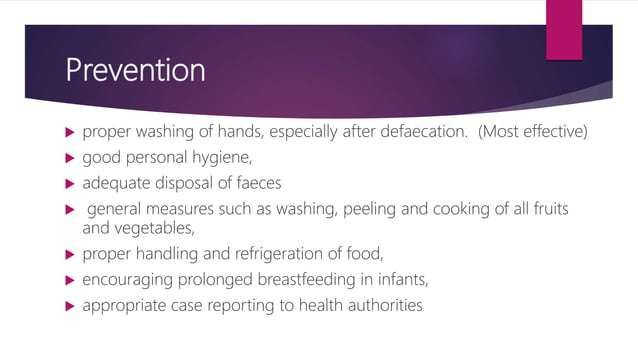 Prevention
proper washing of hands, especially after defaecation. (Most effective)
good personal hygiene,
adequate disposal of faeces
general measures such as washing, peeling and cooking of all fruits
and vegetables,
proper handling and refrigeration of food,
encouraging prolonged breastfeeding in infants,
appropriate case reporting to health authorities